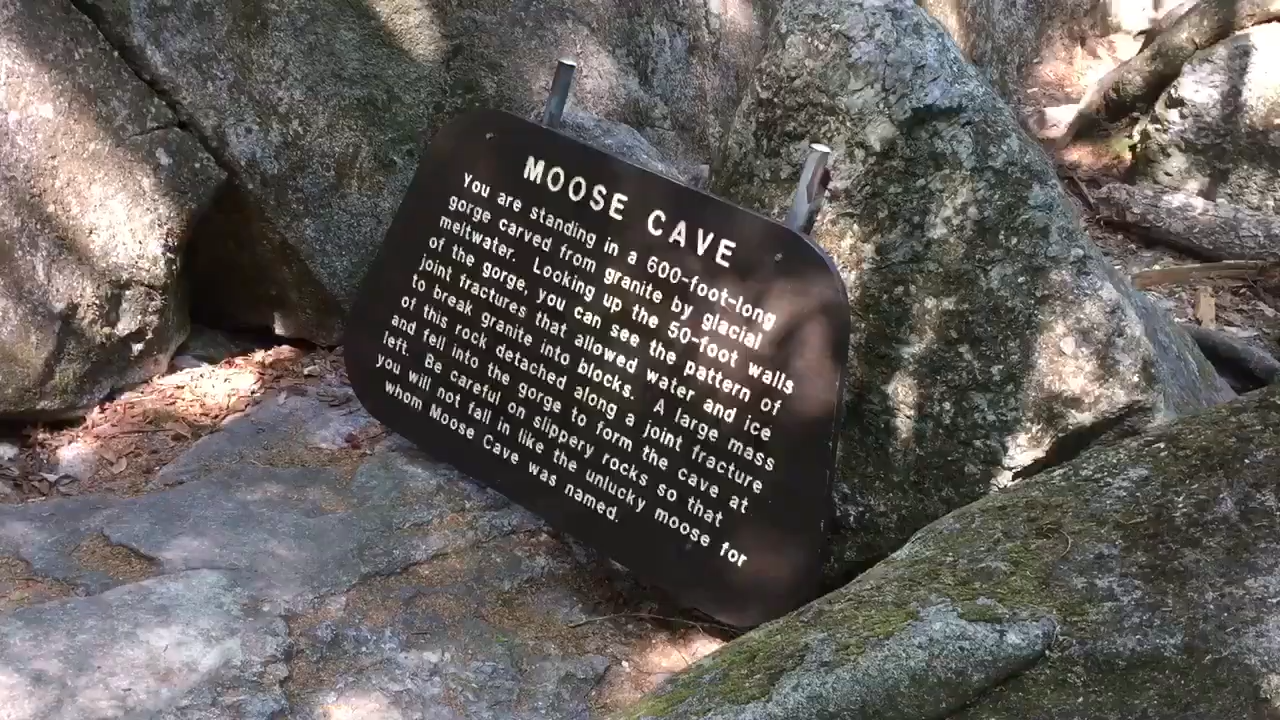 MOOSE CAVE
You are standing in a 600-foot-long
gorge carved from granite by glacial
meltwater. Looking up the 50-foot walls
of the gorge, you can see the pattern of
joint fractures that allowed water and ice
to break granite into blocks. A large mass
of this rock detached along a joint fracture
and fell into the gorge to form the cave at
left. Be careful on slippery rocks so that
you will not fall in like the unlucky moose for
whom Moose Cave was named.